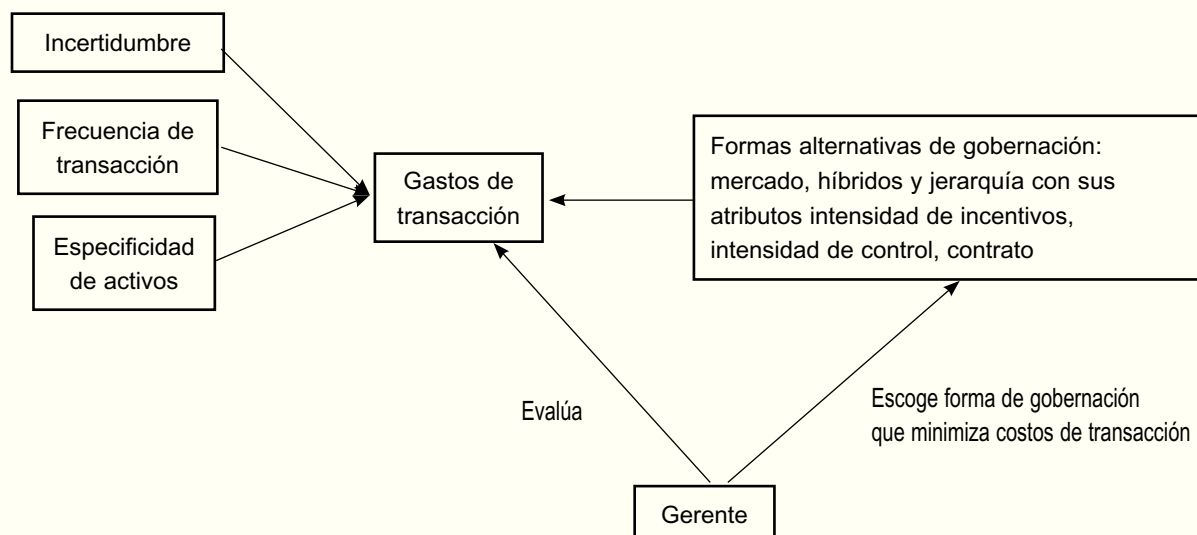 Incertidumbre
Frecuencia de
transacción
Especificidad
de activos
Gastos de
transacción
Formas alternativas de gobernación:
mercado, híbridos y jerarquía con sus
atributos intensidad de incentivos,
intensidad de control, contrato
Evalúa
Escoge forma de gobernación
que minimiza costos de transacción
Gerente